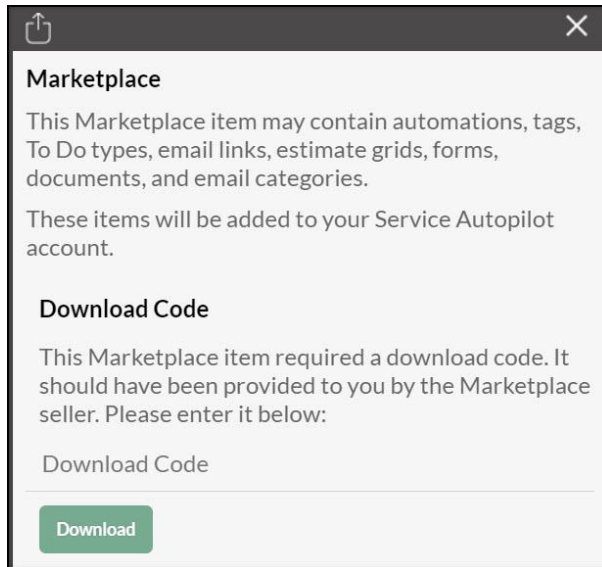 Marketplace
This Marketplace item may contain automations, tags,
To Do types, email links, estimate grids, forms,
documents, and email categories.
These items will be added to your Service Autopilot
account.
Download Code
This Marketplace item required a download code. It
should have been provided to you by the Marketplace
seller. Please enter it below:
Download Code
Download